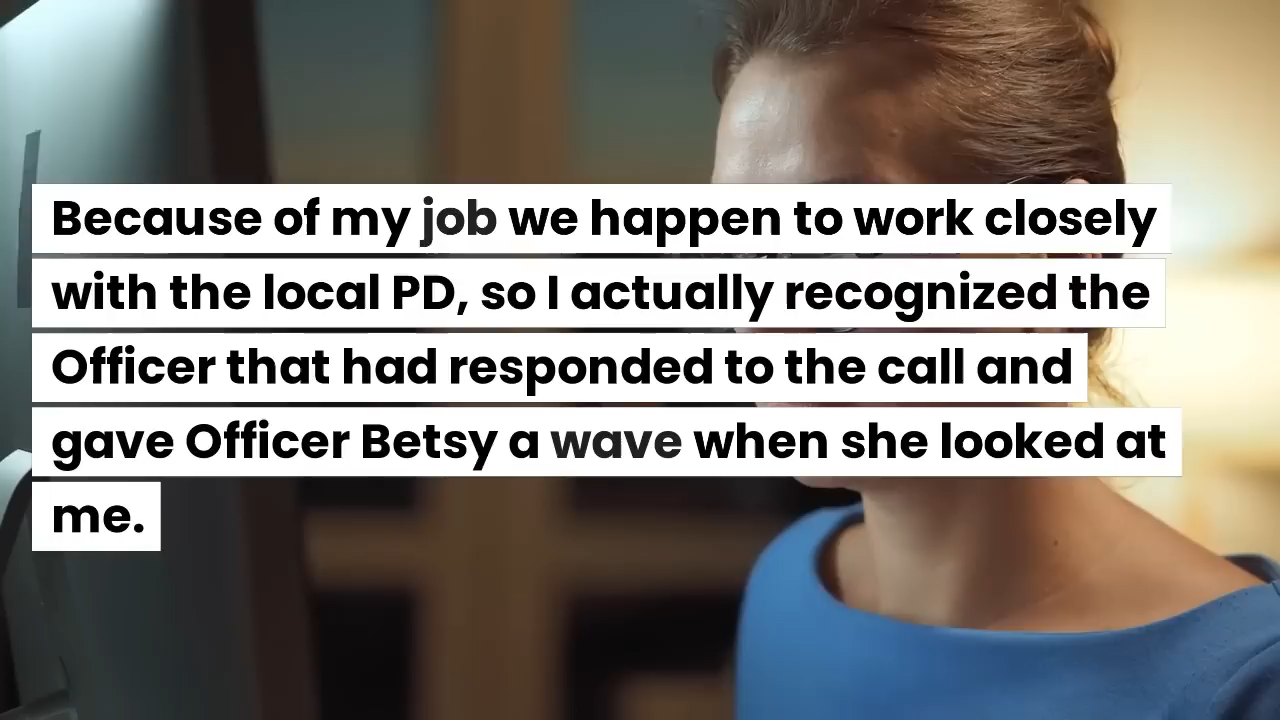 Because of my job we happen to work closely
with the local PD, so I actually recognized the
Officer that had responded to the call and
gave Officer Betsy a wave when she looked at
me.